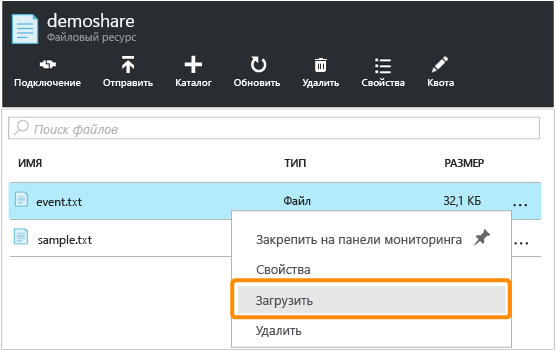 demoshare
Файловый ресурс
Подключение Отправить Каталог Обновить Удалить Свойства Квота
Поиск файлов
ИМЯ ТИП РАЗМЕР
event.txt Файл 32,1 КБ ...
sample.txt ...
Закрепить на панели мониторинга
Свойства
Загрузить
Удалить